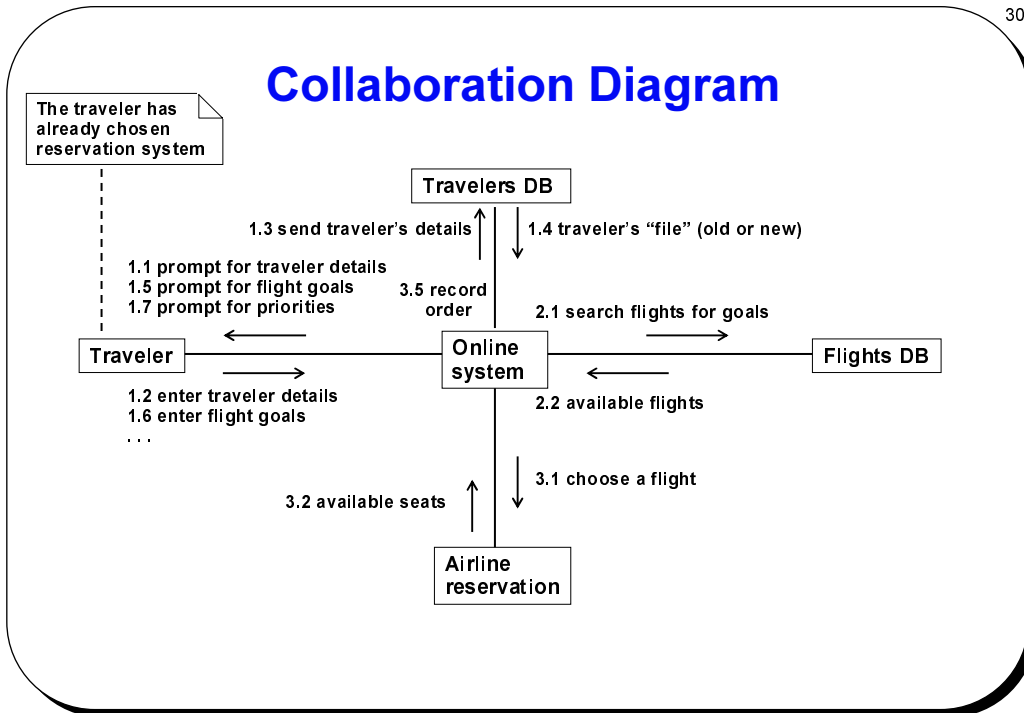 30
Collaboration Diagram
The traveler has
already chosen
reservation system
Travelers DB
1.3 send traveler's details
1.4 traveler's “file” (old or new)
1.1 prompt for traveler details
1.5 prompt for flight goals
1.7 prompt for priorities
3.5 record
order
2.1 search flights for goals
Traveler
Online
system
Flights DB
1.2 enter traveler details
1.6 enter flight goals
. . .
2.2 available flights
3.1 choose a flight
3.2 available seats
Airline
reservation